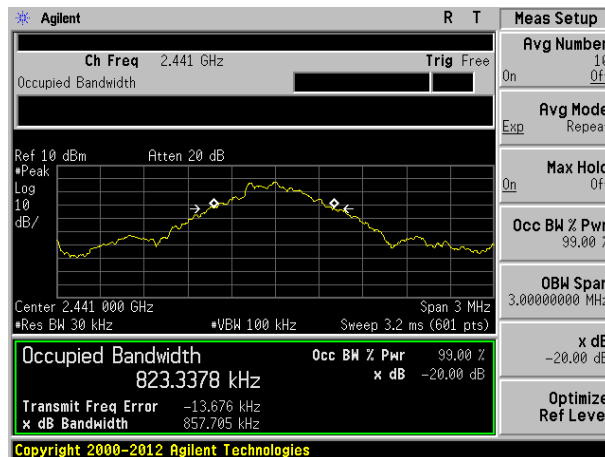 Agilent R T
Ch Freq 2.441 GHz Trig Free
Occupied Bandwidth
Ref 10 dBm Atten 20 dB
#Peak
Log
10
dB/
Center 2.441 000 GHz Span 3 MHz
#Res BW 30 kHz #VBW 100 kHz Sweep 3.2 ms (601 pts)
Occupied Bandwidth Occ BW % Pwr 99.00 %
823.3378 kHz x dB -20.00 dB
Transmit Freq Error -13.676 kHz
x dB Bandwidth 857.705 kHz
Copyright 2000-2012 Agilent Technologies
Meas Setup
Avg Number
10
On Off
Avg Mode
Exp Repeat
Max Hold
On Off
Occ BW % Pwr
99.00 %
OBW Span
3.00000000 MHz
x dB
-20.00 dB
Optimize
Ref Level